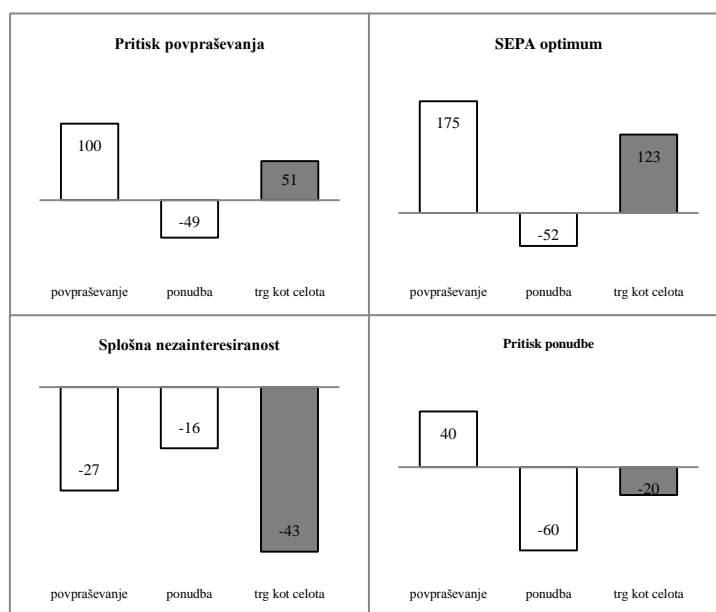 Pritisk povpraševanja
100
51
-49
povpraševanje ponudba trg kot celota
SEPA optimum
175
123
-52
povpraševanje ponudba trg kot celota
Splošna nezainteresiranost
-16
-27
-43
povpraševanje ponudba trg kot celota
Pritisk ponudbe
40
-20
-60
povpraševanje ponudba trg kot celota